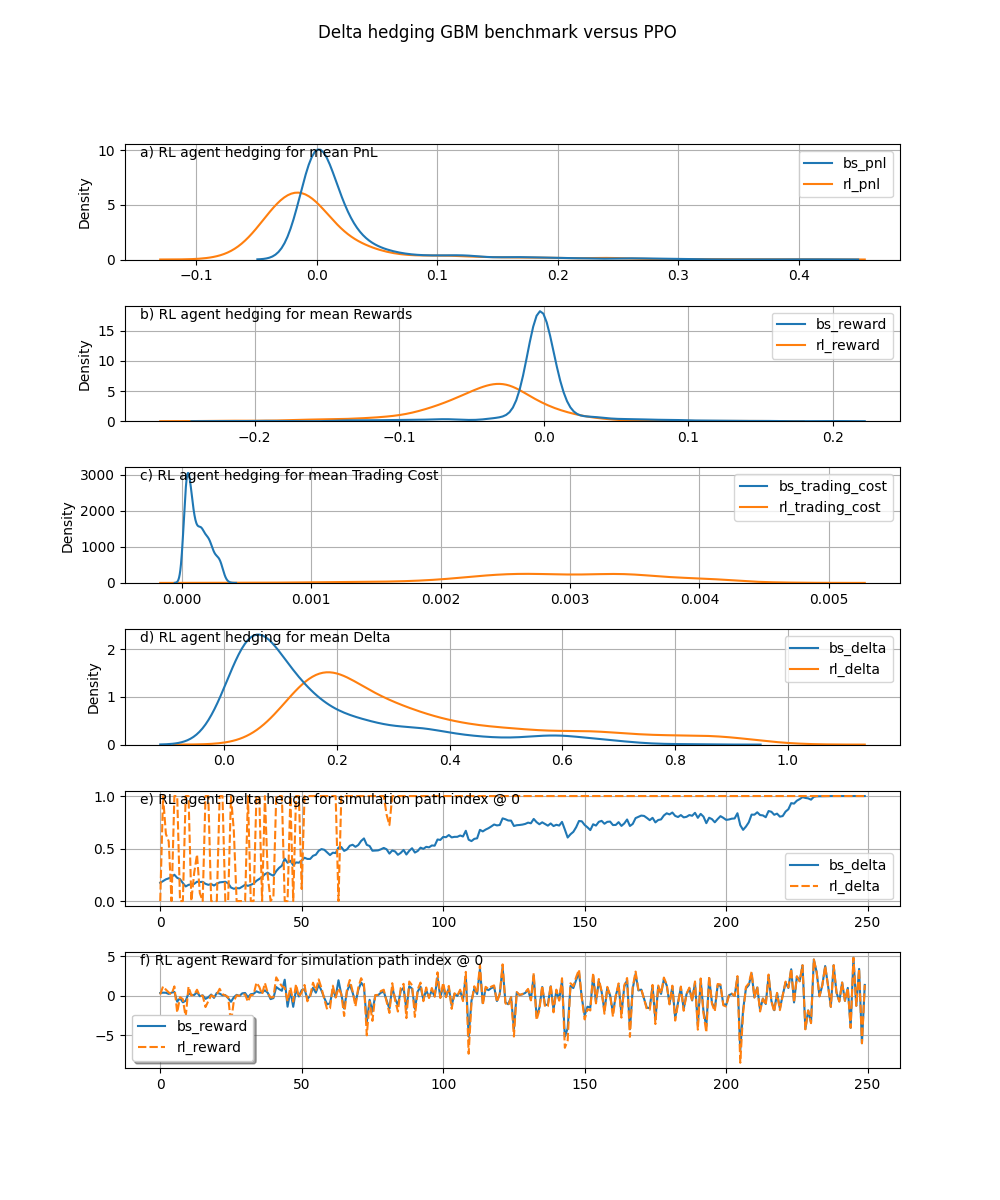 Delta hedging GBM benchmark versus PPO
a) RL agent hedging for mean PnL
bs_pnl
rl_pnl
Density
10
5
0
−0.1 0.0 0.1 0.2 0.3 0.4
b) RL agent hedging for mean Rewards
bs_reward
rl_reward
Density
15
10
5
0
−0.2 −0.1 0.0 0.1 0.2
c) RL agent hedging for mean Trading Cost
bs_trading_cost
rl_trading_cost
Density
3000
2000
1000
0
0.000 0.001 0.002 0.003 0.004 0.005
d) RL agent hedging for mean Delta
bs_delta
rl_delta
Density
2
1
0
0.0 0.2 0.4 0.6 0.8 1.0
e) RL agent Delta hedge for simulation path index @ 0
1.0
0.5
0.0
bs_delta
rl_delta
0 50 100 150 200 250
f) RL agent Reward for simulation path index @ 0
5
0
−5
bs_reward
rl_reward
0 50 100 150 200 250